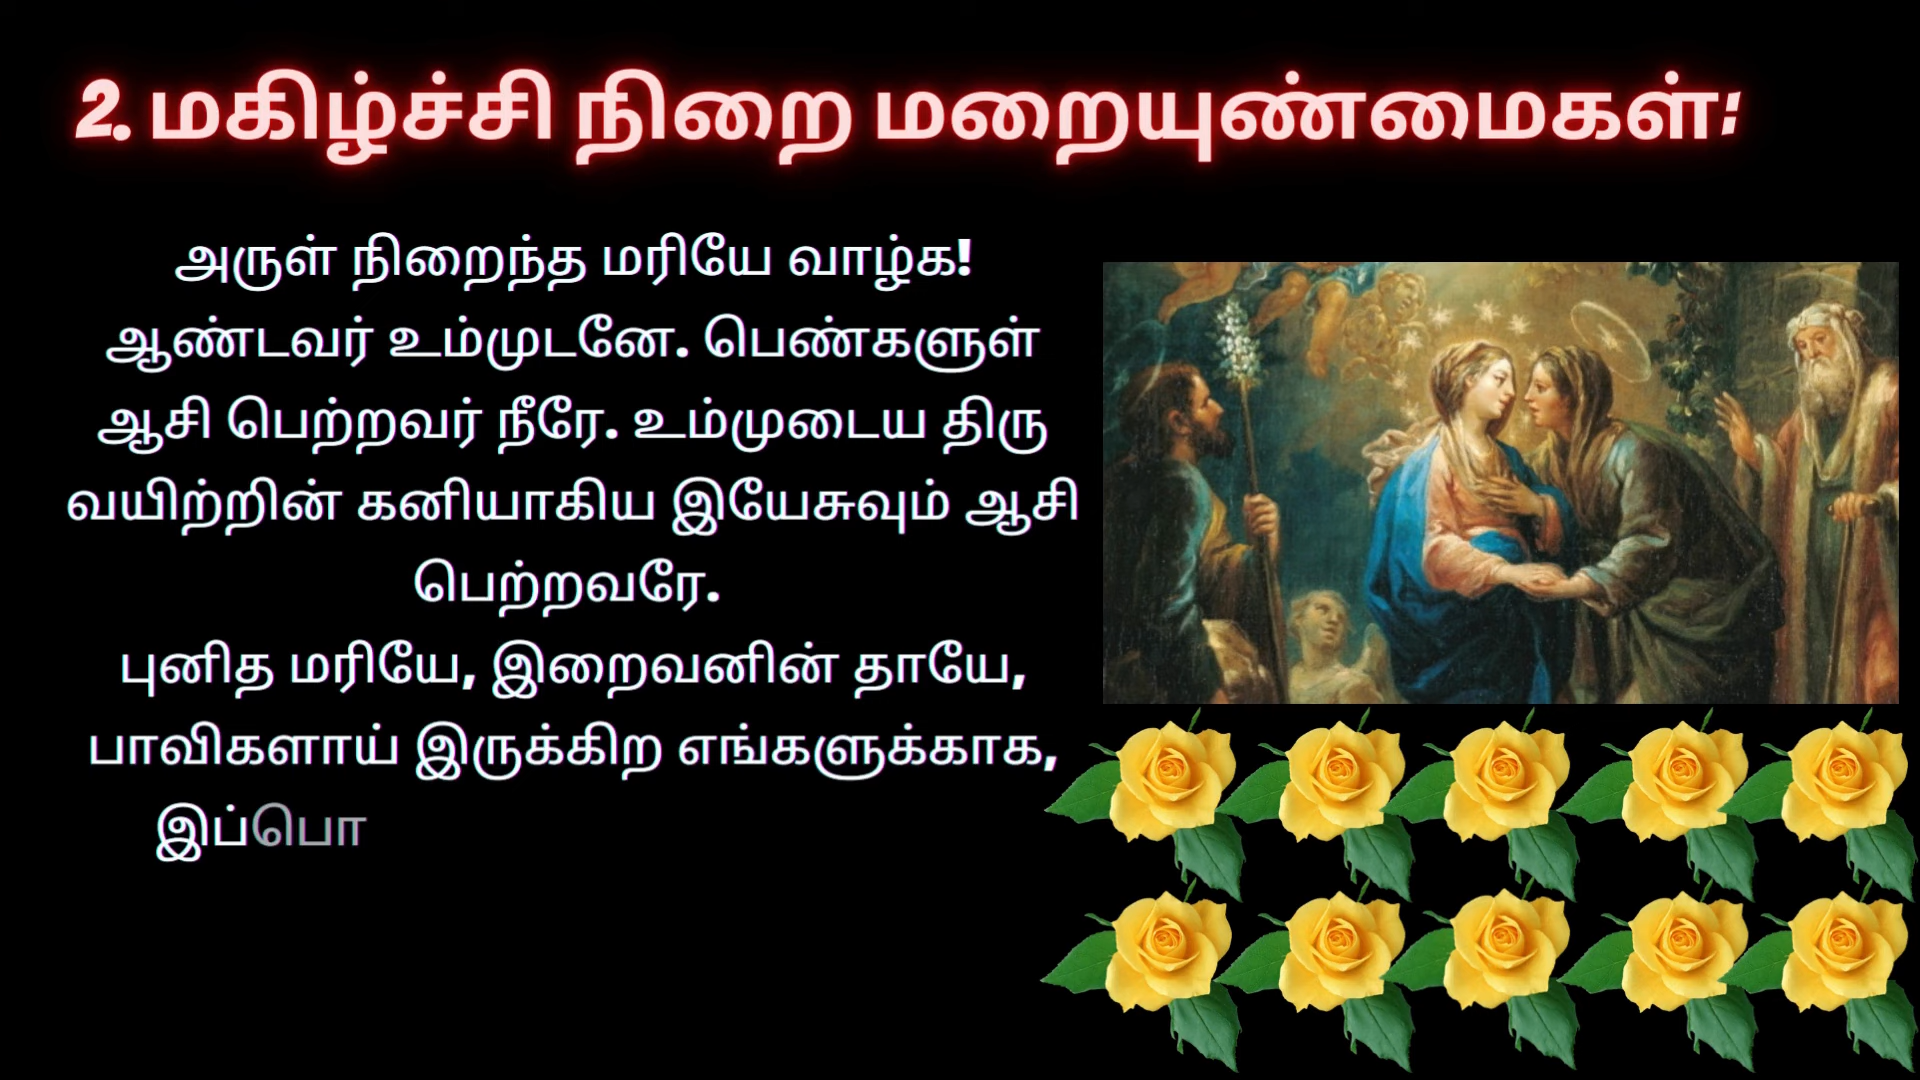 2. மகிழ்ச்சி நிறை மறையுண்மைகள்:
அருள் நிறைந்த மரியே வாழ்க!
ஆண்டவர் உம்முடனே. பெண்களுள்
ஆசி பெற்றவர் நீரே. உம்முடைய திரு
வயிற்றின் கனியாகிய இயேசுவும் ஆசி
பெற்றவரே.
புனித மரியே, இறைவனின் தாயே,
பாவிகளாய் இருக்கிற எங்களுக்காக,
இப்பொ